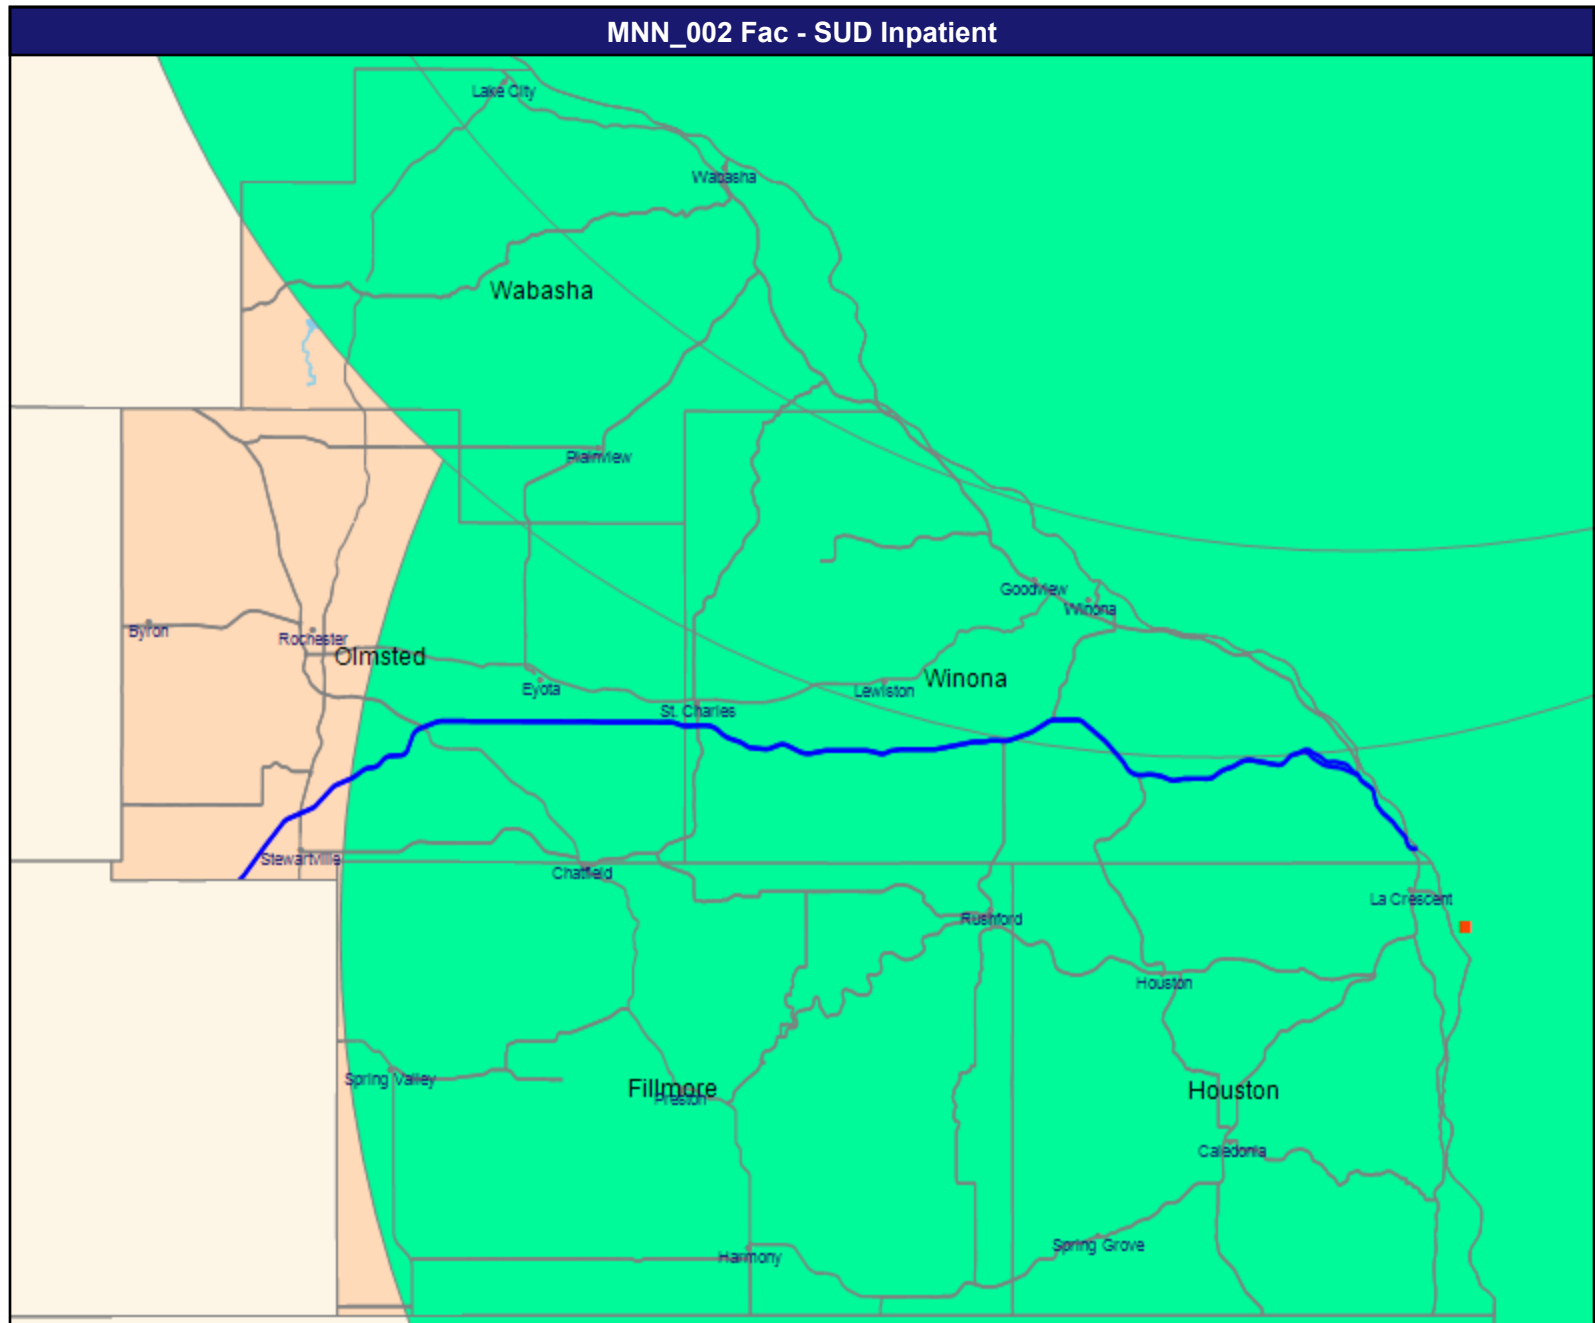 MNN_002 Fac - SUD Inpatient
Lake City
Wabasha
Wabasha
Plainview
Goodview
Winona
Byron
Rochester
Olmsted
Eyota
Lewiston
Winona
St. Charles
Stewartville
Chatfield
La Crescent
Rushford
Houston
Spring Valley
Fillmore
Preston
Houston
Caledonia
Harmony
Spring Grove